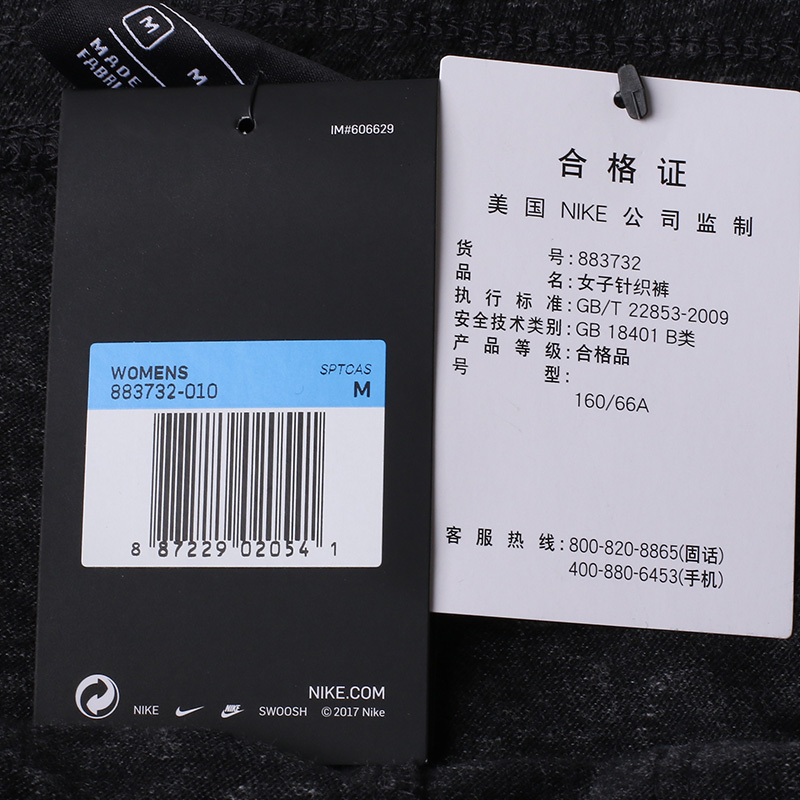 M
M
MADE
FABRI
IM#606629
WOMENS
SPTCAS
883732-010
M
8 87229 02054 1
NIKE.COM
NIKE SWOOSH © 2017 Nike
合格证
美国 NIKE 公司监制
货号:883732
品名:女子针织裤
执行标准:GB/T 22853-2009
安全技术类别:GB 18401 B类
产品等级:合格品
号型:
160/66A
客服热线:800-820-8865(固话)
400-880-6453(手机)